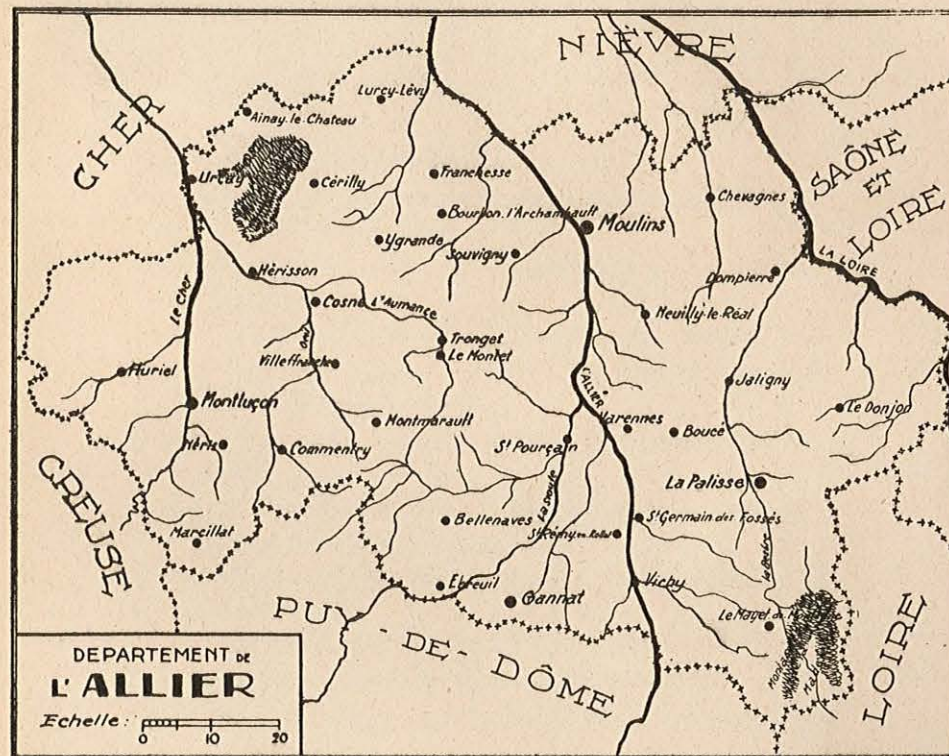 NIÈVRE
CHER
Lurcy-Lévy
Ainay.le.Chateau
SAÔNE
ET
LOIRE
Urçay
Cérilly
Franchesse
Chevagnes
Bourbon.l'Archambault
Moulins
Ygrande
Souvigny
LA LOIRE
Hérisson
Dompierre
Le Cher
Cosne
L'Aumance
Neuilly-le-Réal
Tronget
Le Montet
Villefranche
Huriel
L'ALLIER
Jaligny
Montluçon
Le Donjon
Montmarault
Varennes
Boucé
Néris
Commentry
St Pourçain
CREUSE
La Palisse
La Sioule
Bellenaves
St Germain des Fossés
Marcillat
St Rémy en Rollat
La Besbre
Ebreuil
Vichy
Gannat
PUY-DE-DÔME
Le Mayet de
LOIRE
DEPARTEMENT DE
L'ALLIER
Echelle:
0 10 20